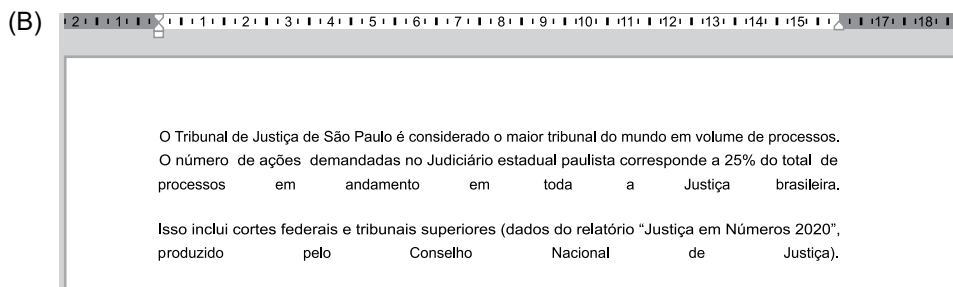 (B)
2 1 1 2 3 4 5 6 7 8 9 10 11 12 13 14 15 17 18
O Tribunal de Justiça de São Paulo é considerado o maior tribunal do mundo em volume de processos.
O número de ações demandadas no Judiciário estadual paulista corresponde a 25% do total de
processos em andamento em toda a Justiça brasileira.
Isso inclui cortes federais e tribunais superiores (dados do relatório “Justiça em Números 2020”,
produzido pelo Conselho Nacional de Justiça).